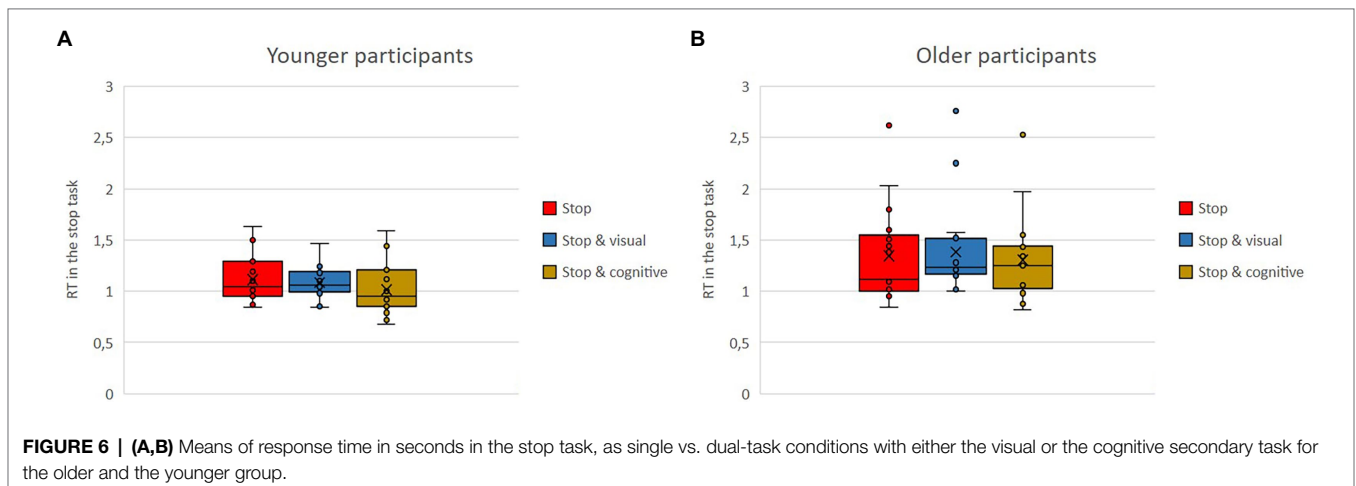 A
Younger participants
RT in the stop task
3
2,5
2
1,5
1
0,5
0
Stop
Stop & visual
Stop & cognitive
B
Older participants
RT in the stop task
3
2,5
2
1,5
1
0,5
0
Stop
Stop & visual
Stop & cognitive
FIGURE 6 | (A,B) Means of response time in seconds in the stop task, as single vs. dual-task conditions with either the visual or the cognitive secondary task for
the older and the younger group.